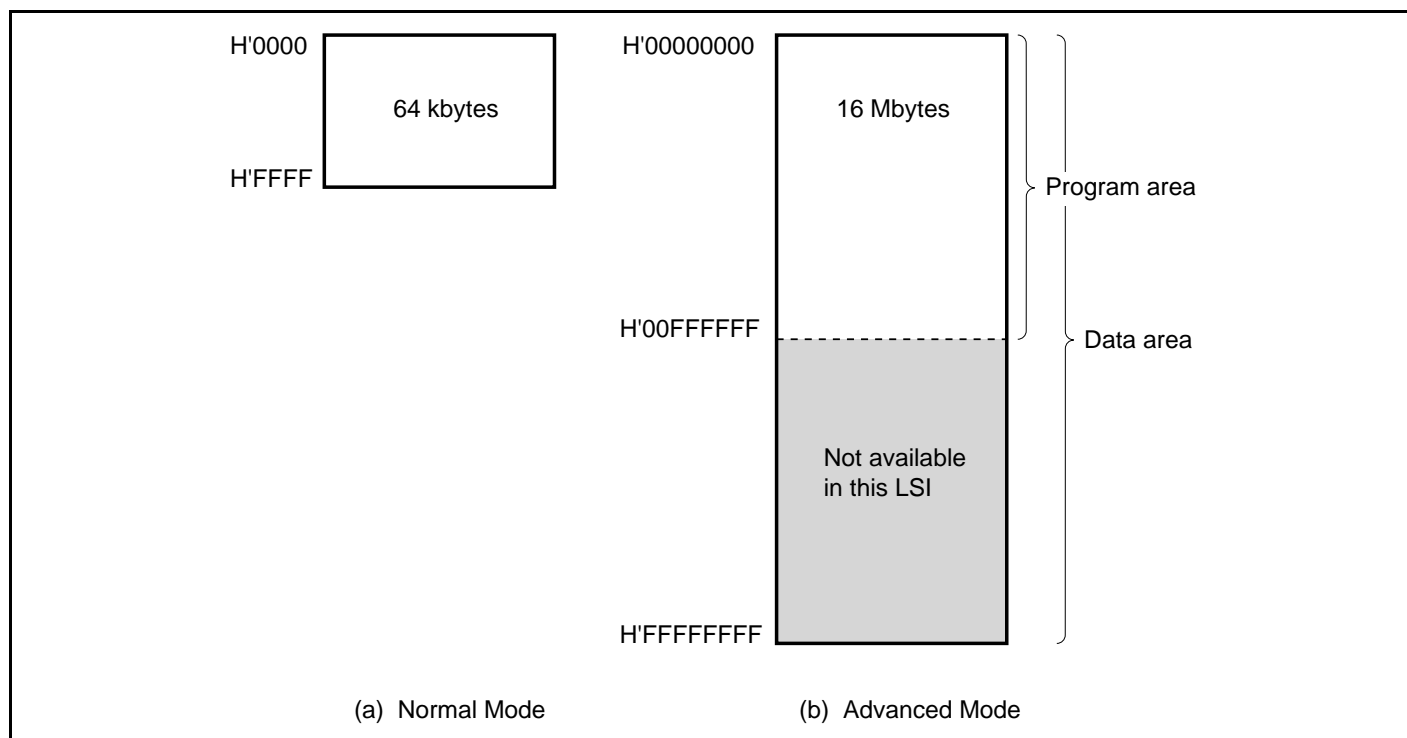 H'0000
64 kbytes
H'FFFF
(a) Normal Mode
H'00000000
16 Mbytes
Program area
H'00FFFFFF
Data area
Not available
in this LSI
H'FFFFFFFF
(b) Advanced Mode